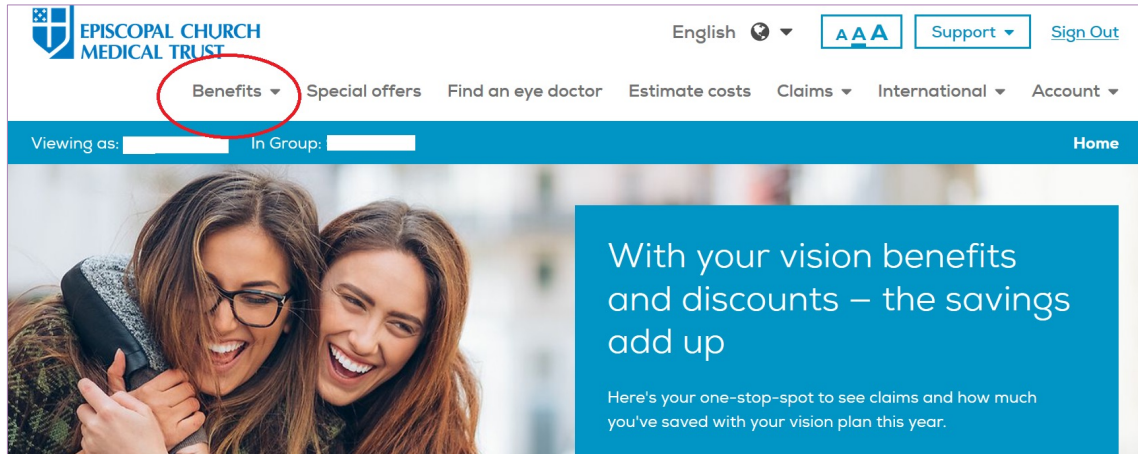 EPISCOPAL CHURCH
MEDICAL TRUST
English
A A A
Support
Sign Out
Benefits
Special offers
Find an eye doctor
Estimate costs
Claims
International
Account
Viewing as:
In Group:
Home
With your vision benefits
and discounts – the savings
add up
Here's your one-stop-spot to see claims and how much
you've saved with your vision plan this year.